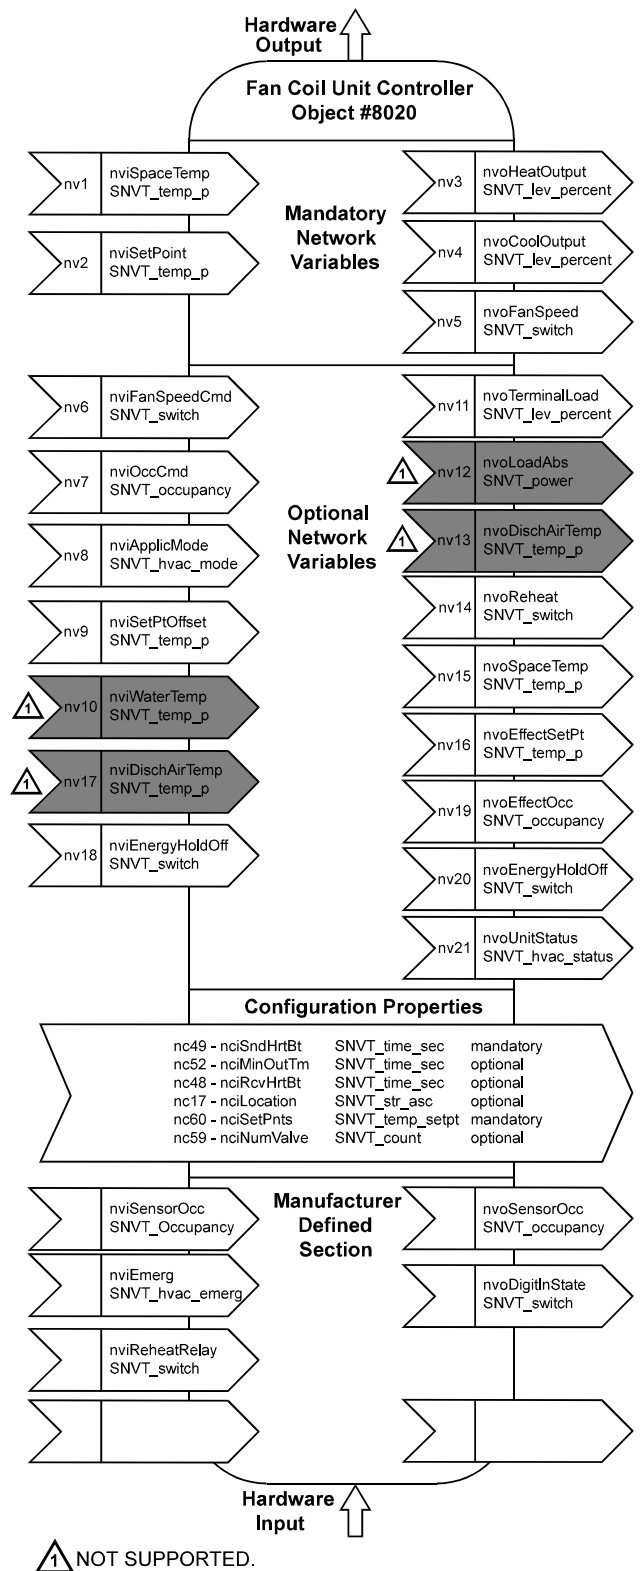 Hardware
Output
Fan Coil Unit Controller
Object #8020
nv1
nviSpaceTemp
SNVT_temp_p
nv2
nviSetPoint
SNVT_temp_p
Mandatory
Network
Variables
nv3
nvoHeatOutput
SNVT_lev_percent
nv4
nvoCoolOutput
SNVT_lev_percent
nv5
nvoFanSpeed
SNVT_switch
nv6
nviFanSpeedCmd
SNVT_switch
nv7
nviOccCmd
SNVT_occupancy
nv8
nviApplicMode
SNVT_hvac_mode
nv9
nviSetPtOffset
SNVT_temp_p
1
nv10
nviWaterTemp
SNVT_temp_p
1
nv17
nviDischAirTemp
SNVT_temp_p
nv18
nviEnergyHoldOff
SNVT_switch
Optional
Network
Variables
nv11
nvoTerminalLoad
SNVT_lev_percent
1
nv12
nvoLoadAbs
SNVT_power
1
nv13
nvoDischAirTemp
SNVT_temp_p
nv14
nvoReheat
SNVT_switch
nv15
nvoSpaceTemp
SNVT_temp_p
nv16
nvoEffectSetPt
SNVT_temp_p
nv19
nvoEffectOcc
SNVT_occupancy
nv20
nvoEnergyHoldOff
SNVT_switch
nv21
nvoUnitStatus
SNVT_hvac_status
Configuration Properties
nc49 - nciSndHrtBt SNVT_time_sec mandatory
nc52 - nciMinOutTm SNVT_time_sec optional
nc48 - nciRcvHrtBt SNVT_time_sec optional
nc17 - nciLocation SNVT_str_asc optional
nc60 - nciSetPnts SNVT_temp_setpt mandatory
nc59 - nciNumValve SNVT_count optional
nviSensorOcc
SNVT_Occupancy
nviEmerg
SNVT_hvac_emerg
nviReheatRelay
SNVT_switch
Manufacturer
Defined
Section
nvoSensorOcc
SNVT_occupancy
nvoDigitInState
SNVT_switch
Hardware
Input
1 NOT SUPPORTED.